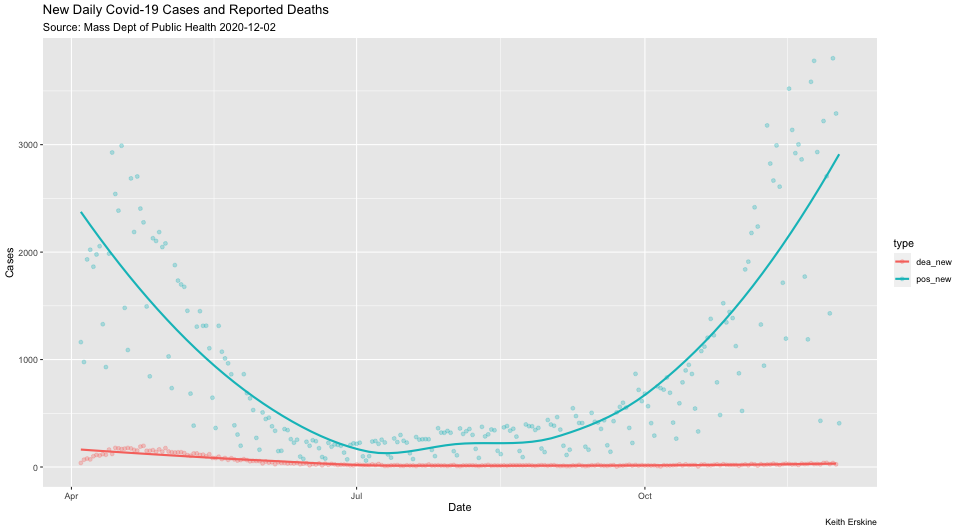 New Daily Covid-19 Cases and Reported Deaths
Source: Mass Dept of Public Health 2020-12-02
Cases
3000
2000
1000
0
Apr
Jul
Oct
Date
type
dea_new
pos_new
Keith Erskine